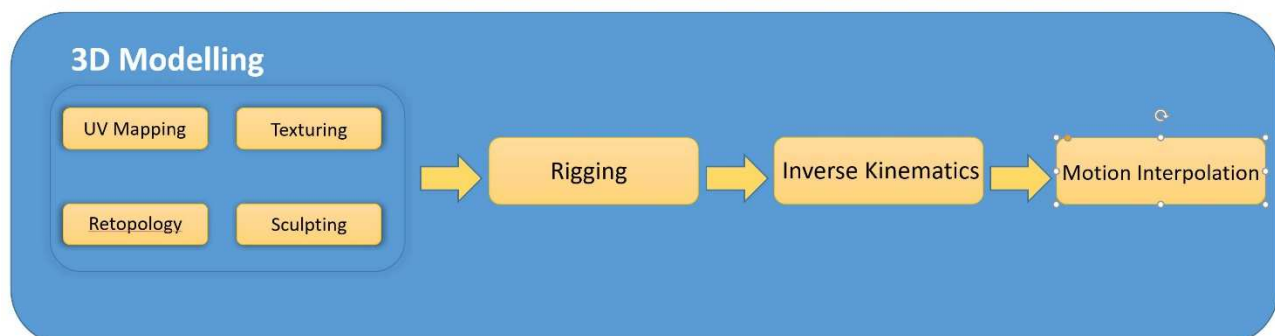 3D Modelling
UV Mapping
Texturing
Retopology
Sculpting
Rigging
Inverse Kinematics
Motion Interpolation